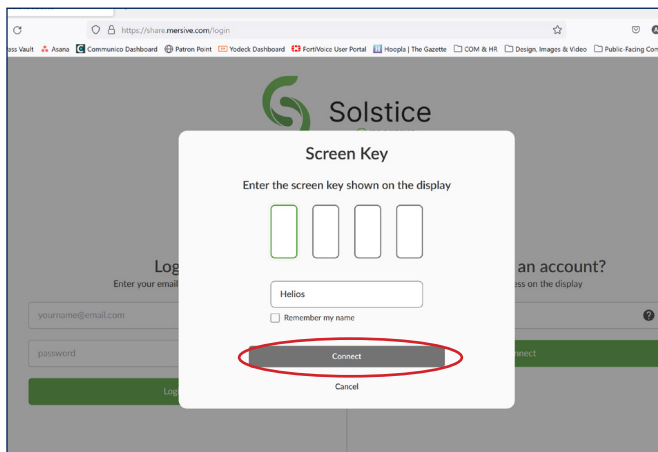 https://share.mersive.com/login
ass Vault Asana Communico Dashboard Patron Point Yodeck Dashboard FortiVoice User Portal Hoopla | The Gazette COM & HR Design, Images & Video Public-Facing Com
Solstice
Screen Key
Enter the screen key shown on the display
Log
an account?
Enter your email
ess on the display
Helios
yourname@email.com
Remember my name
password
Connect
nnect
Cancel
Log